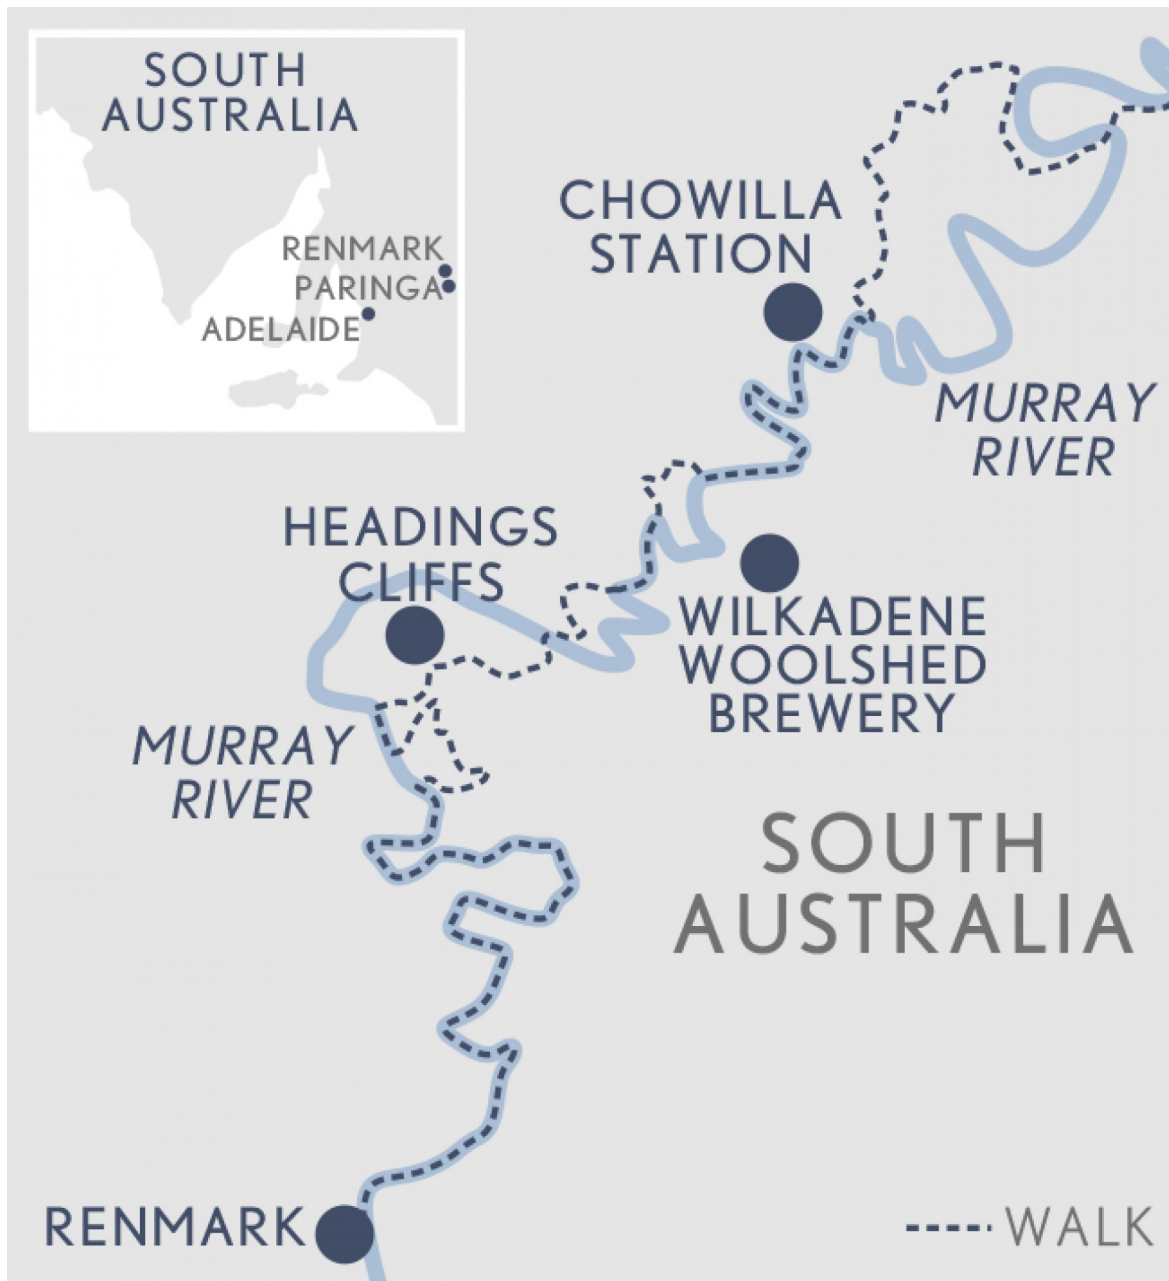 SOUTH
AUSTRALIA
RENMARK
PARINGA
ADELAIDE
CHOWILLA
STATION
MURRAY
RIVER
HEADINGS
CLIFFS
WILKADENE
WOOLSHED
BREWERY
MURRAY
RIVER
SOUTH
AUSTRALIA
RENMARK
WALK